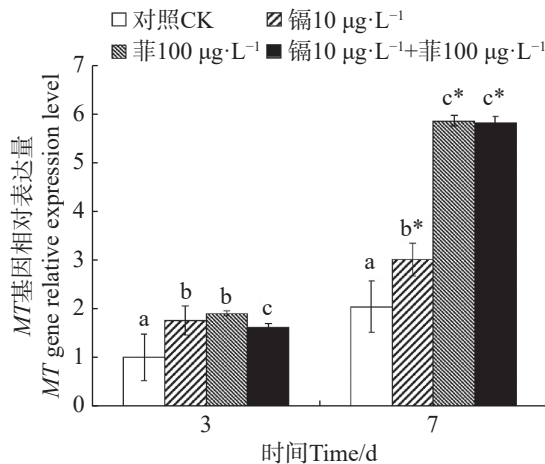 对照CK 镉10 μg·L⁻¹
菲100 μg·L⁻¹ 镉10 μg·L⁻¹+菲100 μg·L⁻¹
MT基因相对表达量
MT gene relative expression level
7
6
5
4
3
2
1
0
a
b
b
c
a
b*
c*
c*
3
7
时间Time/d